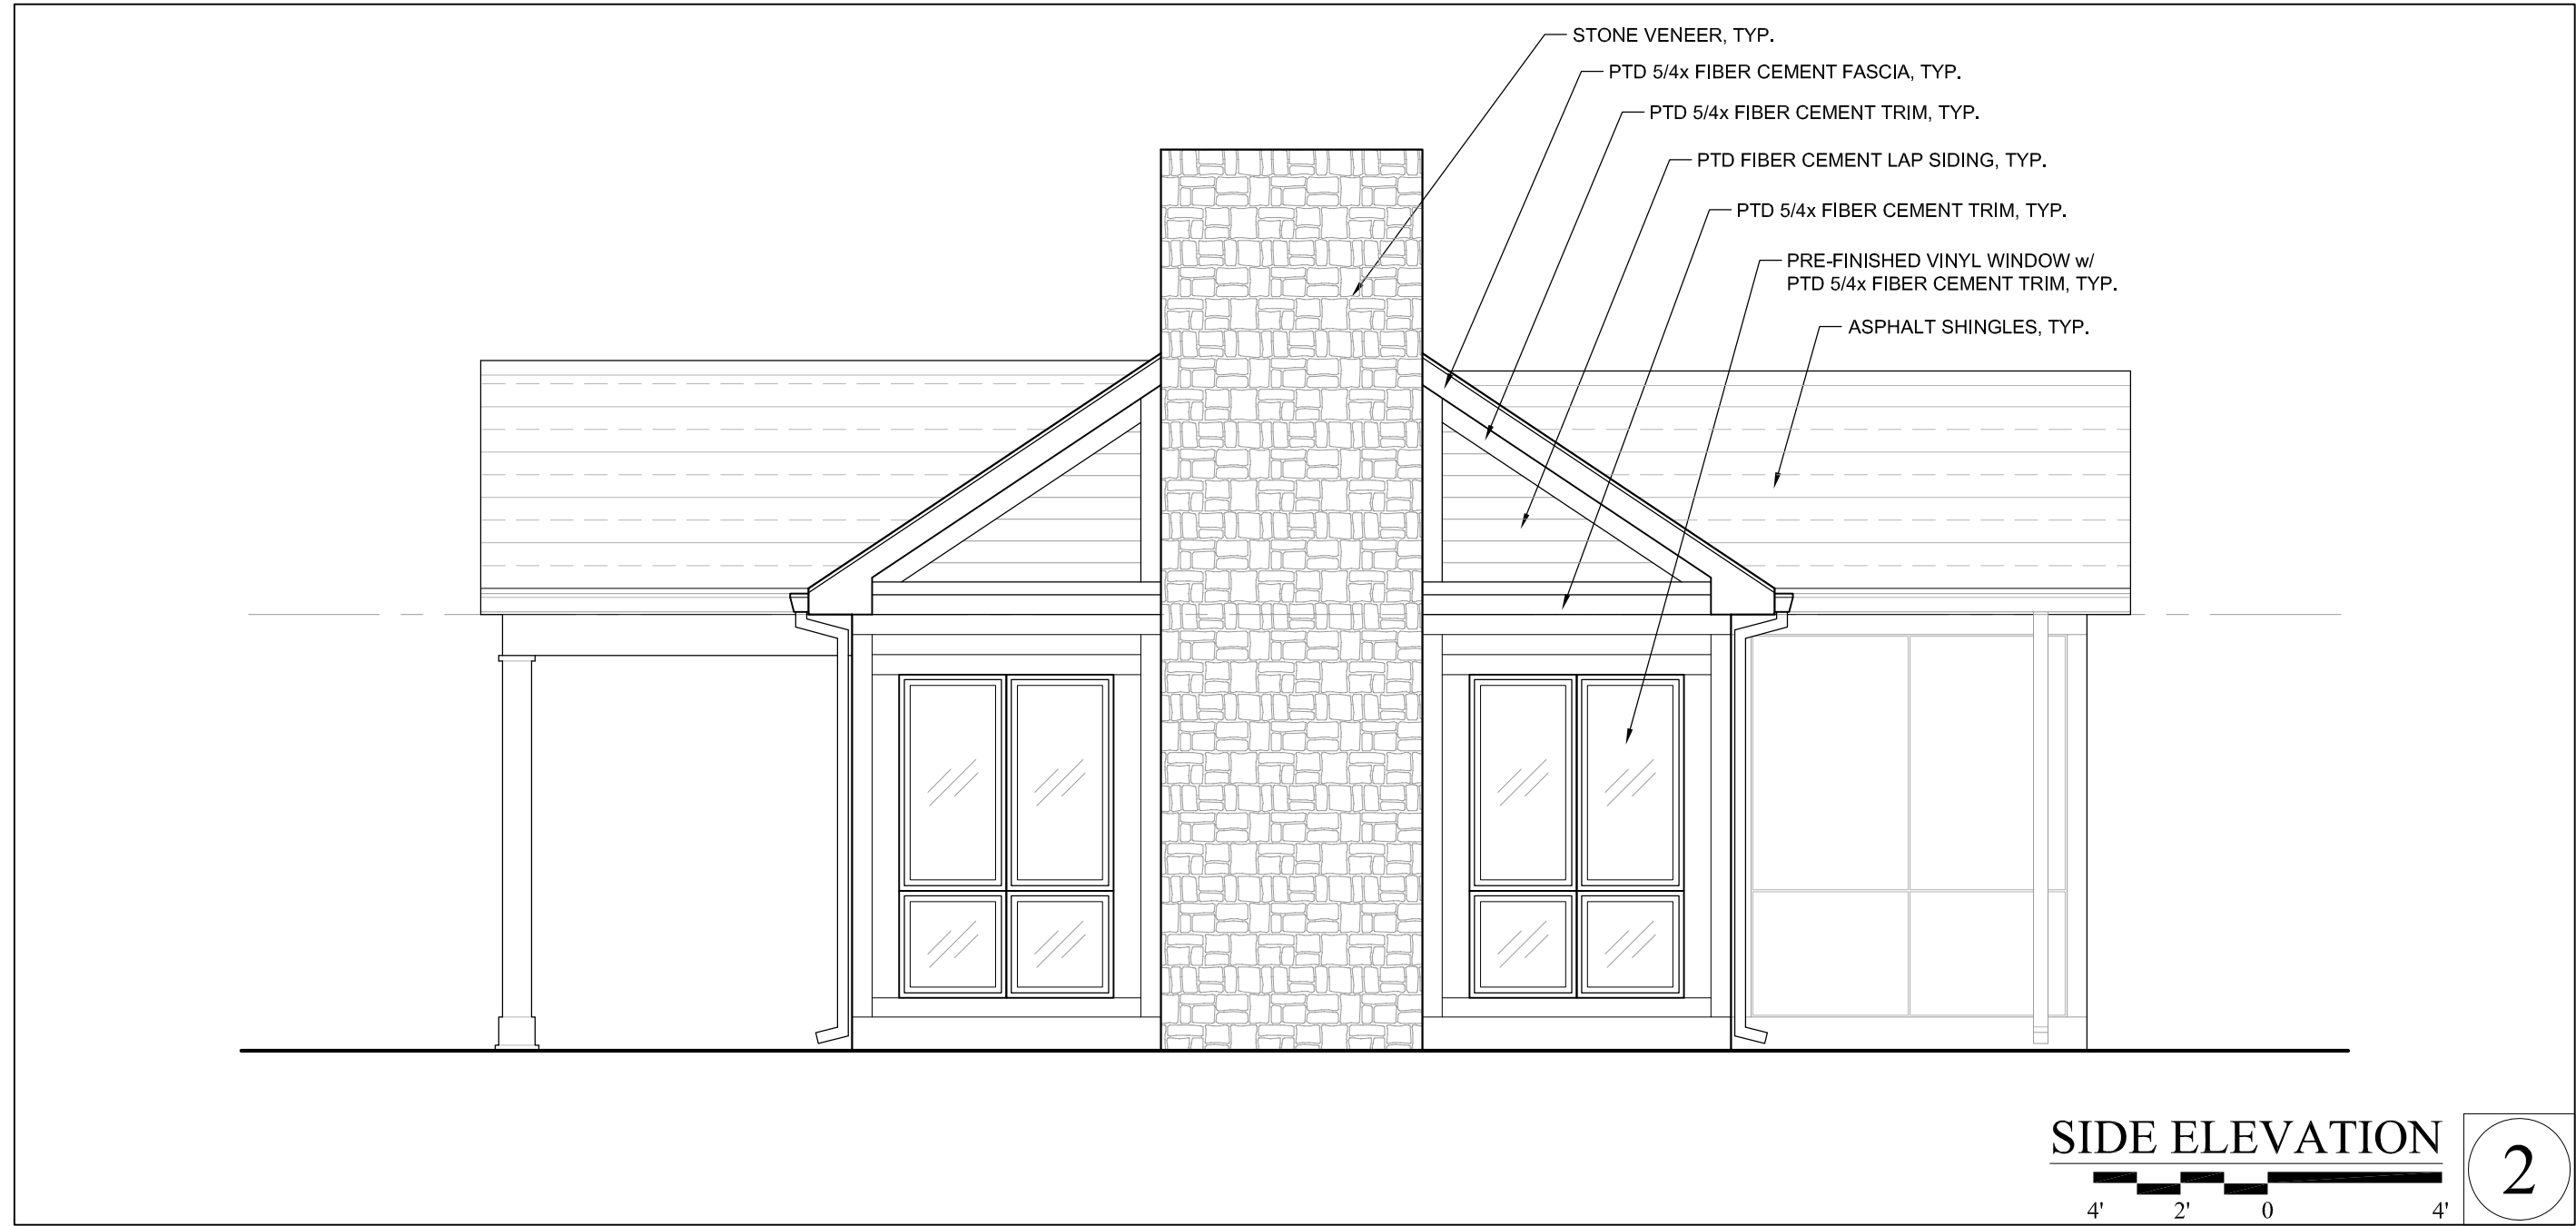 STONE VENEER, TYP.
PTD 5/4x FIBER CEMENT FASCIA, TYP.
PTD 5/4x FIBER CEMENT TRIM, TYP.
PTD FIBER CEMENT LAP SIDING, TYP.
PTD 5/4x FIBER CEMENT TRIM, TYP.
PRE-FINISHED VINYL WINDOW w/
PTD 5/4x FIBER CEMENT TRIM, TYP.
ASPHALT SHINGLES, TYP.
SIDE ELEVATION
4' 2' 0 4'
2